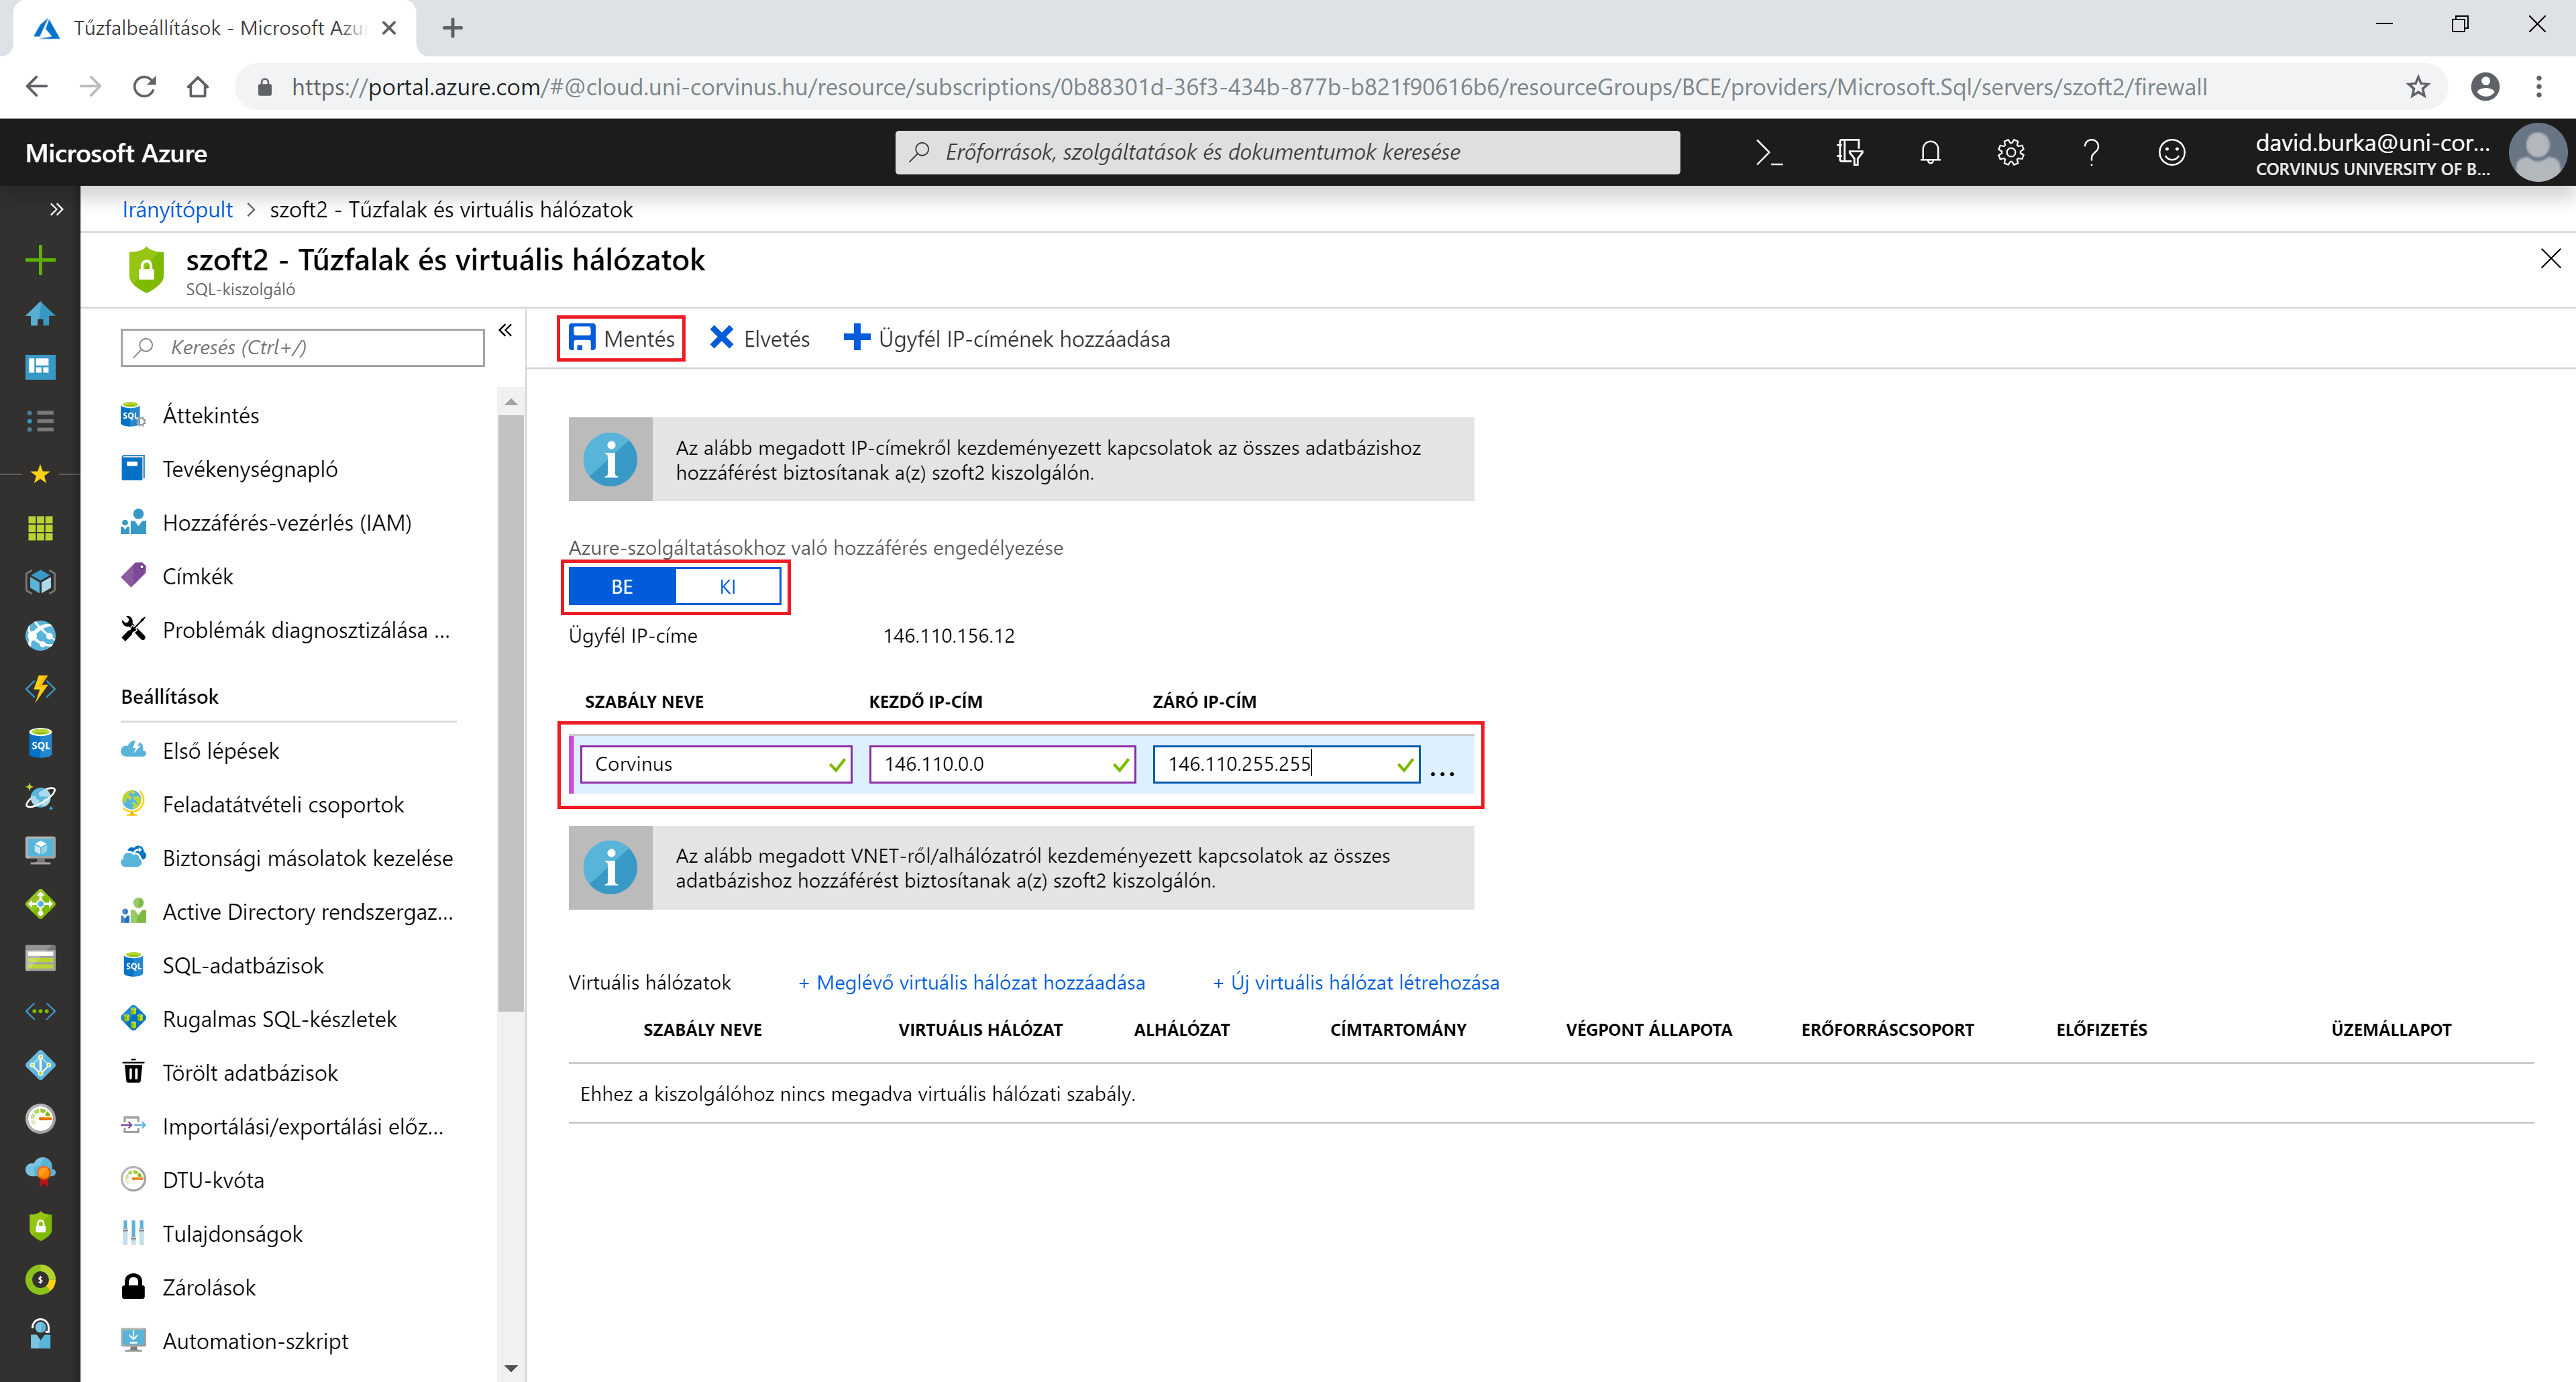 Tűzfalbeállítások - Microsoft Azu
https://portal.azure.com/#@cloud.uni-corvinus.hu/resource/subscriptions/0b88301d-36f3-434b-877b-b821f90616b6/resourceGroups/BCE/providers/Microsoft.Sql/servers/szoft2/firewall
Microsoft Azure
Erőforrások, szolgáltatások és dokumentumok keresése
david.burka@uni-cor...
CORVINUS UNIVERSITY OF B...
Irányítópult > szoft2 - Tűzfalak és virtuális hálózatok
szoft2 - Tűzfalak és virtuális hálózatok
SQL-kiszolgáló
Keresés (Ctrl+/)
Áttekintés
Tevékenységnapló
Hozzáférés-vezérlés (IAM)
Címkék
Problémák diagnosztizálása ...
Beállítások
Első lépések
Feladatátvételi csoportok
Biztonsági másolatok kezelése
Active Directory rendszergaz...
SQL-adatbázisok
Rugalmas SQL-készletek
Törölt adatbázisok
Importálási/exportálási előz...
DTU-kvóta
Tulajdonságok
Zárolások
Automation-szkript
Mentés Elvetés Ügyfél IP-címének hozzáadása
Az alább megadott IP-címekről kezdeményezett kapcsolatok az összes adatbázishoz
hozzáférést biztosítanak a(z) szoft2 kiszolgálón.
Azure-szolgáltatásokhoz való hozzáférés engedélyezése
BE KI
Ügyfél IP-címe 146.110.156.12
SZABÁLY NEVE KEZDŐ IP-CÍM ZÁRÓ IP-CÍM
Corvinus 146.110.0.0 146.110.255.255 ...
Az alább megadott VNET-ről/alhálózatról kezdeményezett kapcsolatok az összes
adatbázishoz hozzáférést biztosítanak a(z) szoft2 kiszolgálón.
Virtuális hálózatok + Meglévő virtuális hálózat hozzáadása + Új virtuális hálózat létrehozása
SZABÁLY NEVE VIRTUÁLIS HÁLÓZAT ALHÁLÓZAT CÍMTARTOMÁNY VÉGPONT ÁLLAPOTA ERŐFORRÁSCSOPORT ELŐFIZETÉS ÜZEMÁLLAPOT
Ehhez a kiszolgálóhoz nincs megadva virtuális hálózati szabály.